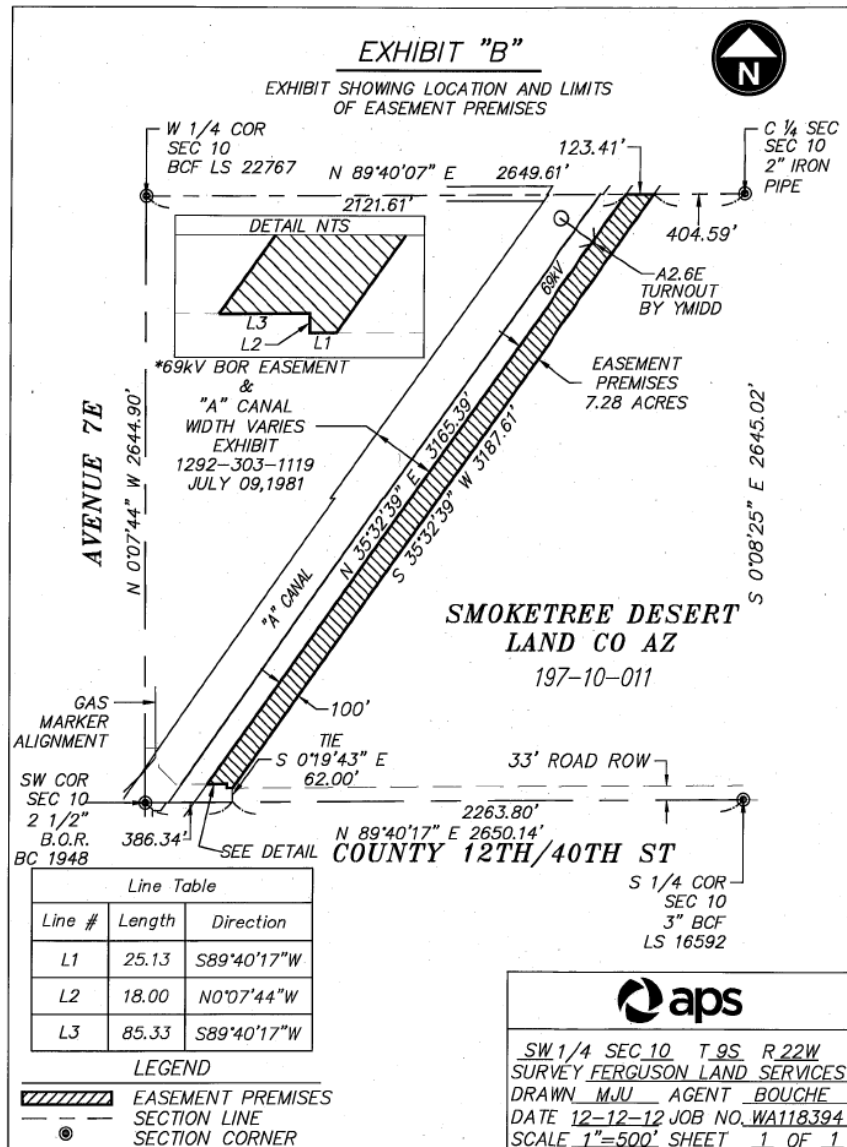 EXHIBIT "B"
EXHIBIT SHOWING LOCATION AND LIMITS
OF EASEMENT PREMISES
N
W 1/4 COR
SEC 10
BCF LS 22767
N 89°40'07" E 2649.61'
123.41'
C ¼ SEC
SEC 10
2" IRON
PIPE
2121.61'
404.59'
DETAIL NTS
L3
L2
L1
69kV
A2.6E
TURNOUT
BY YMIDD
*69kV BOR EASEMENT
&
"A" CANAL
WIDTH VARIES
EXHIBIT
1292-303-1119
JULY 09,1981
EASEMENT
PREMISES
7.28 ACRES
AVENUE 7E
N 0°07'44" W 2644.90'
N 35°32'39" E 3165.39'
S 35°32'39" W 3187.61'
S 0°08'25" E 2645.02'
"A" CANAL
SMOKETREE DESERT
LAND CO AZ
197-10-011
GAS
MARKER
ALIGNMENT
100'
TIE
S 0°19'43" E
62.00'
33' ROAD ROW
SW COR
SEC 10
2 1/2"
B.O.R.
BC 1948
386.34'
2263.80'
N 89°40'17" E 2650.14'
SEE DETAIL
COUNTY 12TH/40TH ST
S 1/4 COR
SEC 10
3" BCF
LS 16592
Line Table
Line # Length Direction
L1 25.13 S89°40'17"W
L2 18.00 N0°07'44"W
L3 85.33 S89°40'17"W
LEGEND
EASEMENT PREMISES
SECTION LINE
SECTION CORNER
aps
SW 1/4 SEC 10 T 9S R 22W
SURVEY FERGUSON LAND SERVICES
DRAWN MJU AGENT BOUCHE
DATE 12-12-12 JOB NO. WA118394
SCALE 1"=500' SHEET 1 OF 1